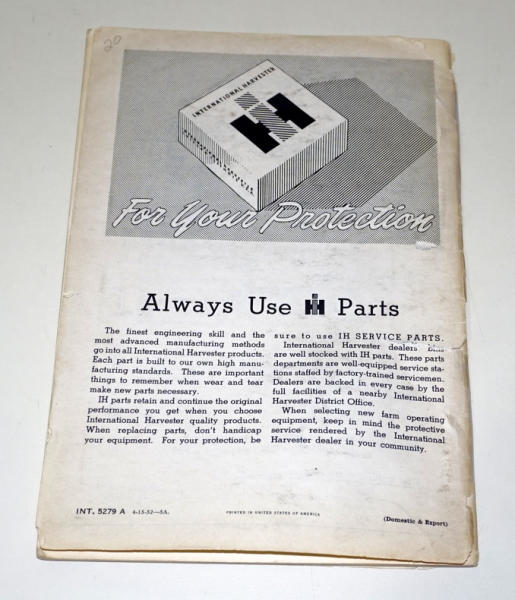 20
INTERNATIONAL HARVESTER
IH
INTERNATIONAL HARVESTER
For Your Protection
Always Use IH Parts
The finest engineering skill and the
most advanced manufacturing methods
go into all International Harvester products.
Each part is built to our own high manu-
facturing standards. These are important
things to remember when wear and tear
make new parts necessary.
IH parts retain and continue the original
performance you get when you choose
International Harvester quality products.
When replacing parts, don't handicap
your equipment. For your protection, be
sure to use IH SERVICE PARTS.
International Harvester dealers
are well stocked with IH parts. These parts
departments are well-equipped service sta-
tions staffed by factory-trained servicemen.
Dealers are backed in every case by the
full facilities of a nearby International
Harvester District Office.
When selecting new farm operating
equipment, keep in mind the protective
service rendered by the International
Harvester dealer in your community.
INT. 5279 A 4-15-52—5A.
PRINTED IN UNITED STATES OF AMERICA
(Domestic & Export)